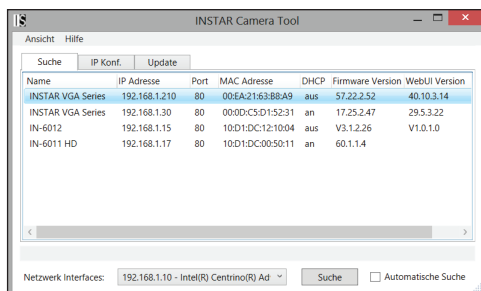 INSTAR Camera Tool
Ansicht Hilfe
Suche IP Konf. Update
Name IP Adresse Port MAC Adresse DHCP Firmware Version WebUI Version
INSTAR VGA Series 192.168.1.210 80 00:EA:21:63:B8:A9 aus 57.22.2.52 40.10.3.14
INSTAR VGA Series 192.168.1.30 80 00:0D:C5:D1:52:31 an 17.25.2.47 29.5.3.22
IN-6012 192.168.1.15 80 10:D1:DC:12:10:04 aus V3.1.2.26 V1.0.1.0
IN-6011 HD 192.168.1.17 80 10:D1:DC:00:50:11 an 60.1.1.4
Netzwerk Interfaces: 192.168.1.10 - Intel(R) Centrino(R) Ad Suche Automatische Suche